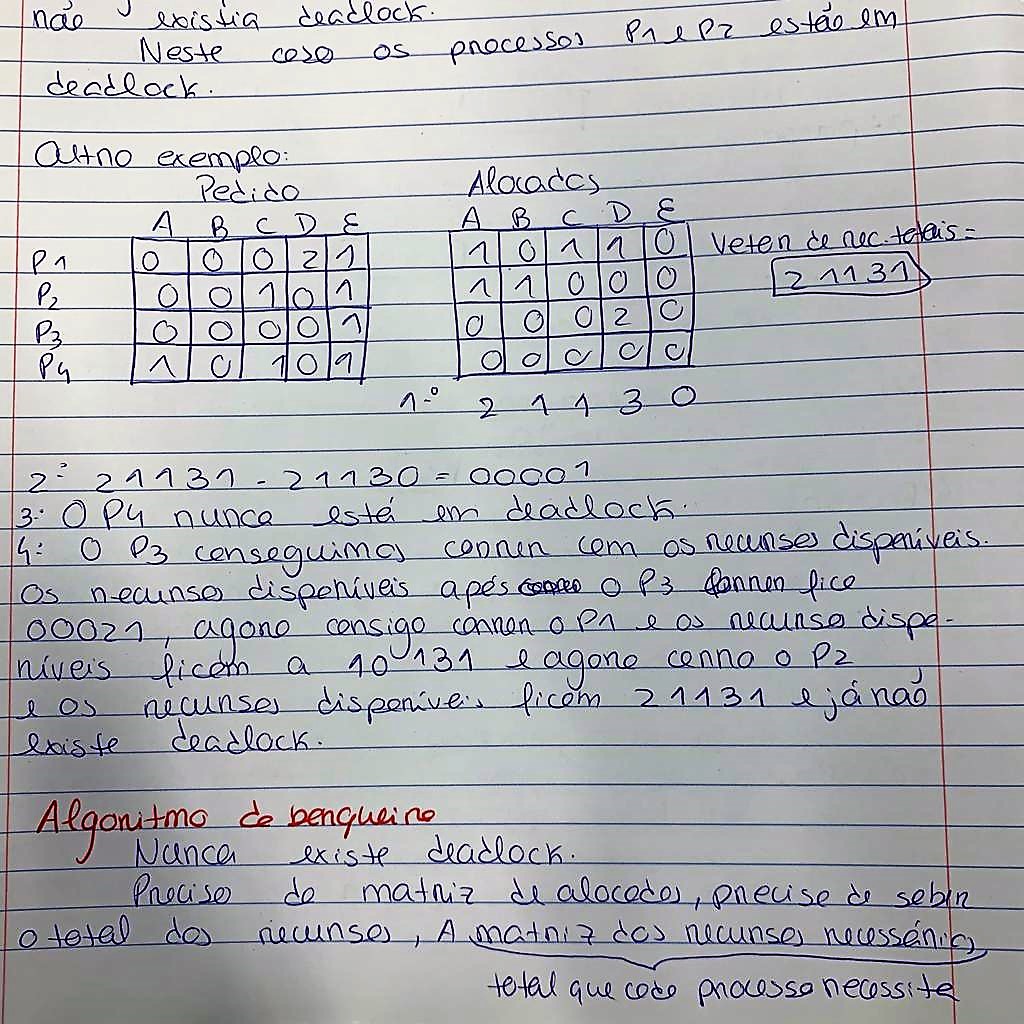 não existia deadlock.
Neste caso os processos P1 e P2 estão em
deadlock.
Outro exemplo:
Pedido Alocados
A B C D E A B C D E
P1 0 0 0 2 1 1 0 1 1 0 Vetor de rec. totais =
P2 0 0 1 0 1 1 1 0 0 0 21131
P3 0 0 0 0 1 0 0 0 2 0
P4 1 0 1 0 1 0 0 0 0 0
1.º 2 1 1 3 0
2º 21131 - 21130 = 00001
3: O P4 nunca está em deadlock.
4: O P3 conseguimos correr com os recursos disponíveis.
Os recursos disponíveis após o P3 correr fica
00021, agora consigo correr o P1 e os recursos dispo-
níveis ficam a 10131 e agora corro o P2
e os recursos disponíveis ficam 21131 e já não
existe deadlock.
Algoritmo do banqueiro
Nunca existe deadlock.
Preciso da matriz de alocados, preciso de saber
o total dos recursos, A matriz dos recursos necessários
total que cada processo necessita